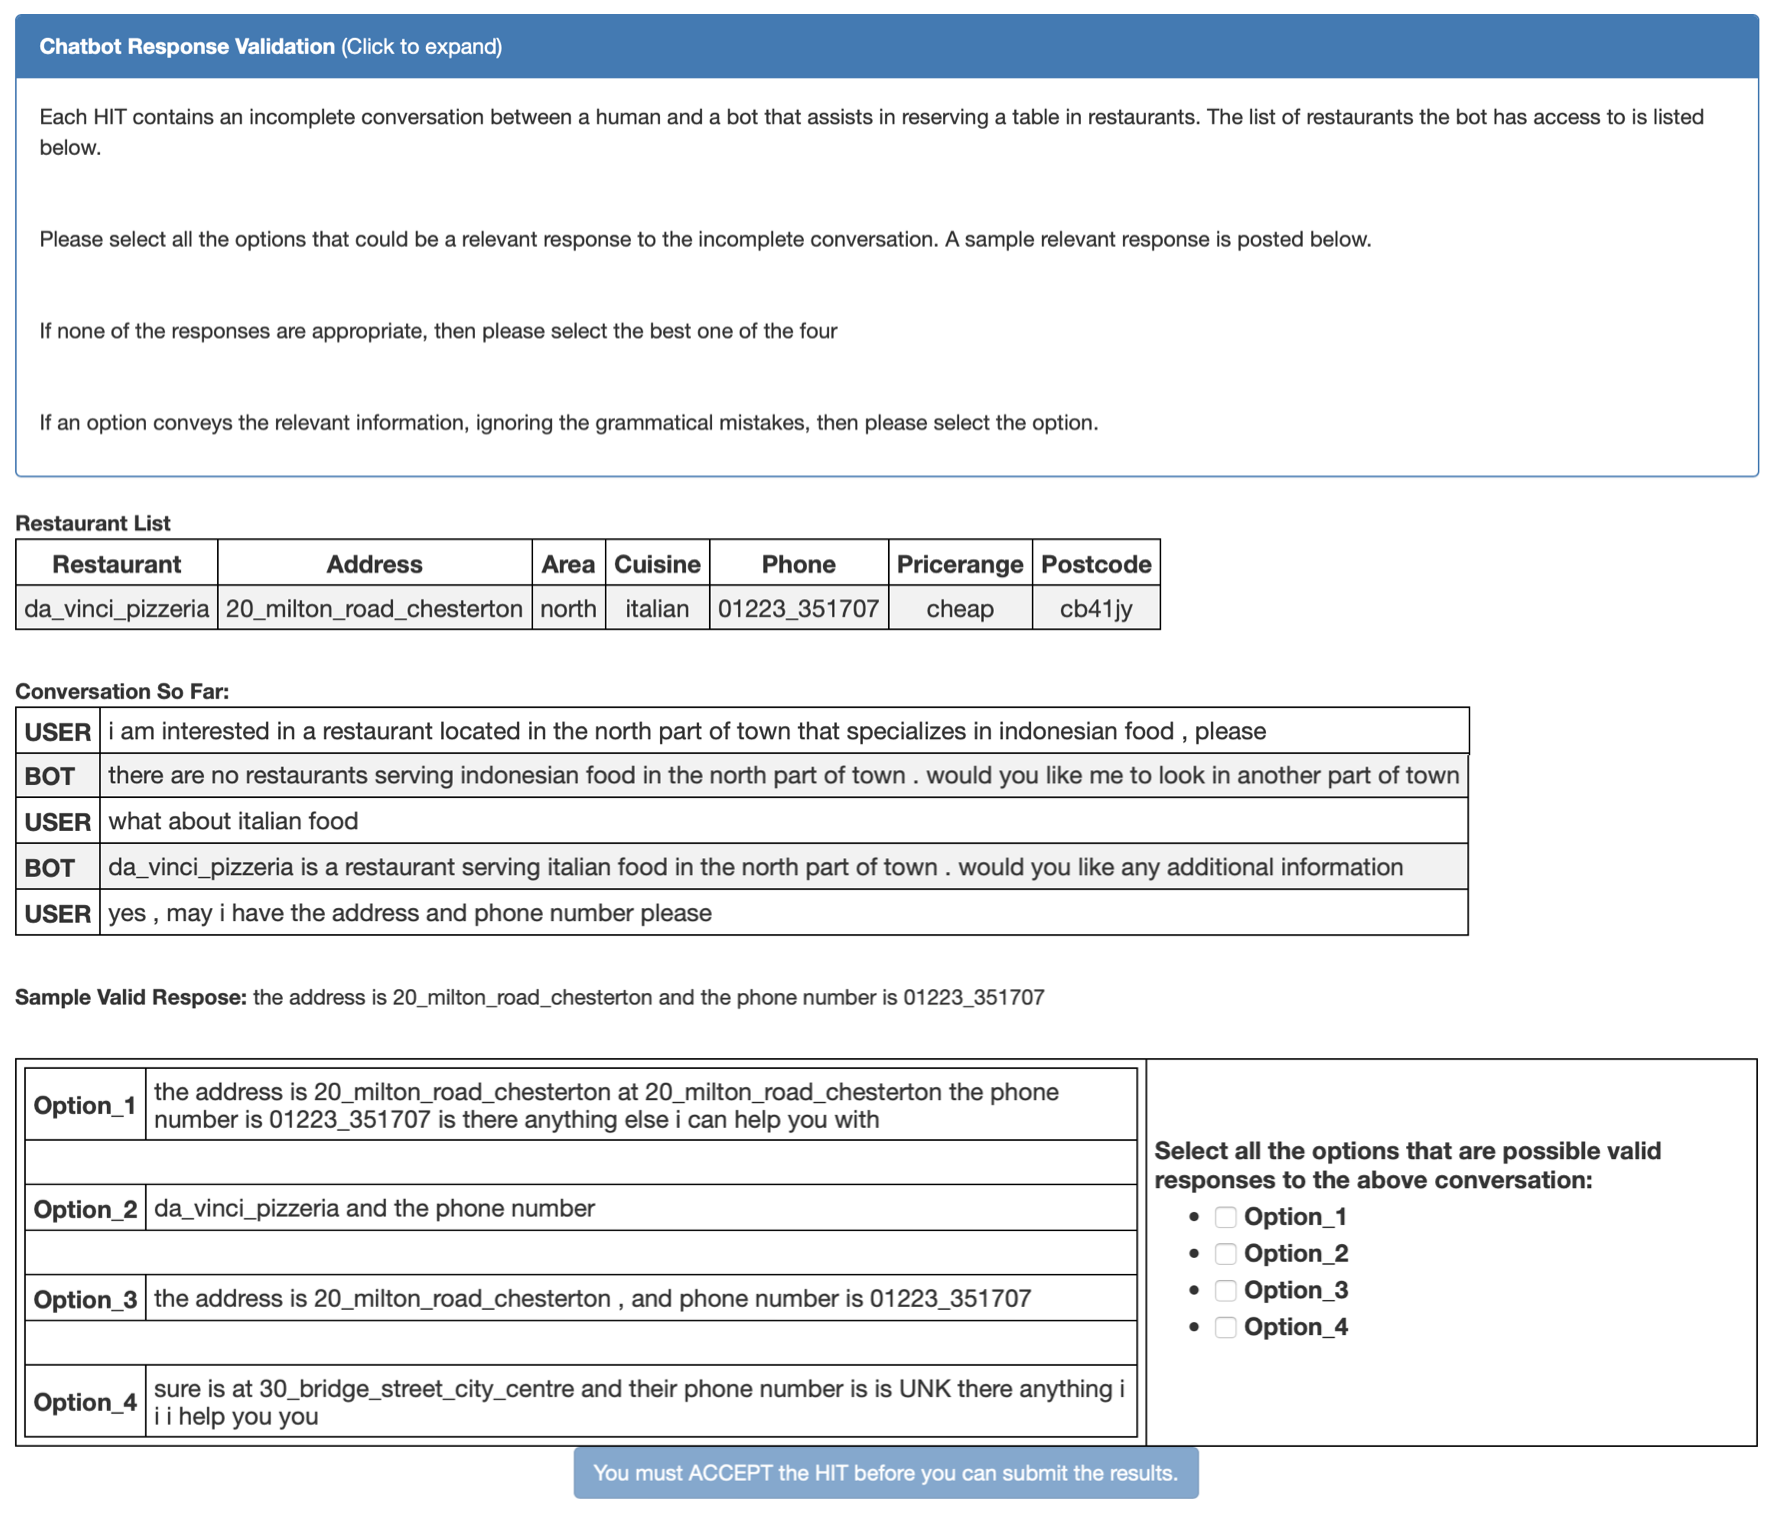 Chatbot Response Validation (Click to expand)
Each HIT contains an incomplete conversation between a human and a bot that assists in reserving a table in restaurants. The list of restaurants the bot has access to is listed
below.
Please select all the options that could be a relevant response to the incomplete conversation. A sample relevant response is posted below.
If none of the responses are appropriate, then please select the best one of the four
If an option conveys the relevant information, ignoring the grammatical mistakes, then please select the option.
Restaurant List
Restaurant Address Area Cuisine Phone Pricerange Postcode
da_vinci_pizzeria 20_milton_road_chesterton north italian 01223_351707 cheap cb41jy
Conversation So Far:
USER i am interested in a restaurant located in the north part of town that specializes in indonesian food , please
BOT there are no restaurants serving indonesian food in the north part of town . would you like me to look in another part of town
USER what about italian food
BOT da_vinci_pizzeria is a restaurant serving italian food in the north part of town . would you like any additional information
USER yes , may i have the address and phone number please
Sample Valid Respose: the address is 20_milton_road_chesterton and the phone number is 01223_351707
Option_1 the address is 20_milton_road_chesterton at 20_milton_road_chesterton the phone
number is 01223_351707 is there anything else i can help you with
Option_2 da_vinci_pizzeria and the phone number
Option_3 the address is 20_milton_road_chesterton , and phone number is 01223_351707
Option_4 sure is at 30_bridge_street_city_centre and their phone number is is UNK there anything i
i i help you you
Select all the options that are possible valid
responses to the above conversation:
• Option_1
• Option_2
• Option_3
• Option_4
You must ACCEPT the HIT before you can submit the results.